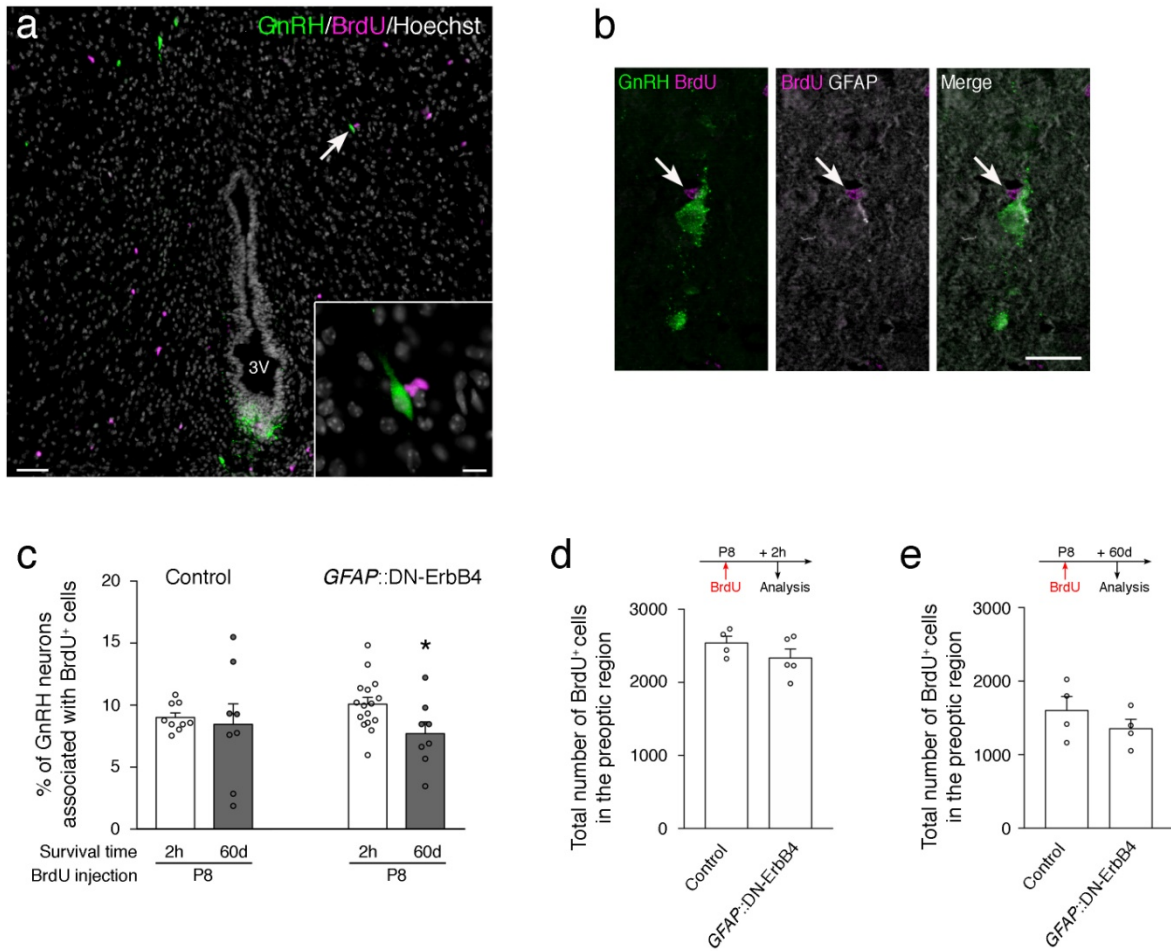 a
GnRH/BrdU/Hoechst
3V
b
GnRH BrdU
BrdU GFAP
Merge
c
% of GnRH neurons
associated with BrdU⁺ cells
20
15
10
5
0
Control
GFAP::DN-ErbB4
*
Survival time
2h
60d
2h
60d
BrdU injection
P8
P8
d
P8
+ 2h
BrdU
Analysis
Total number of BrdU⁺ cells
in the preoptic region
3000
2000
1000
0
Control
GFAP::DN-ErbB4
e
P8
+ 60d
BrdU
Analysis
Total number of BrdU⁺ cells
in the preoptic region
3000
2000
1000
0
Control
GFAP::DN-ErbB4